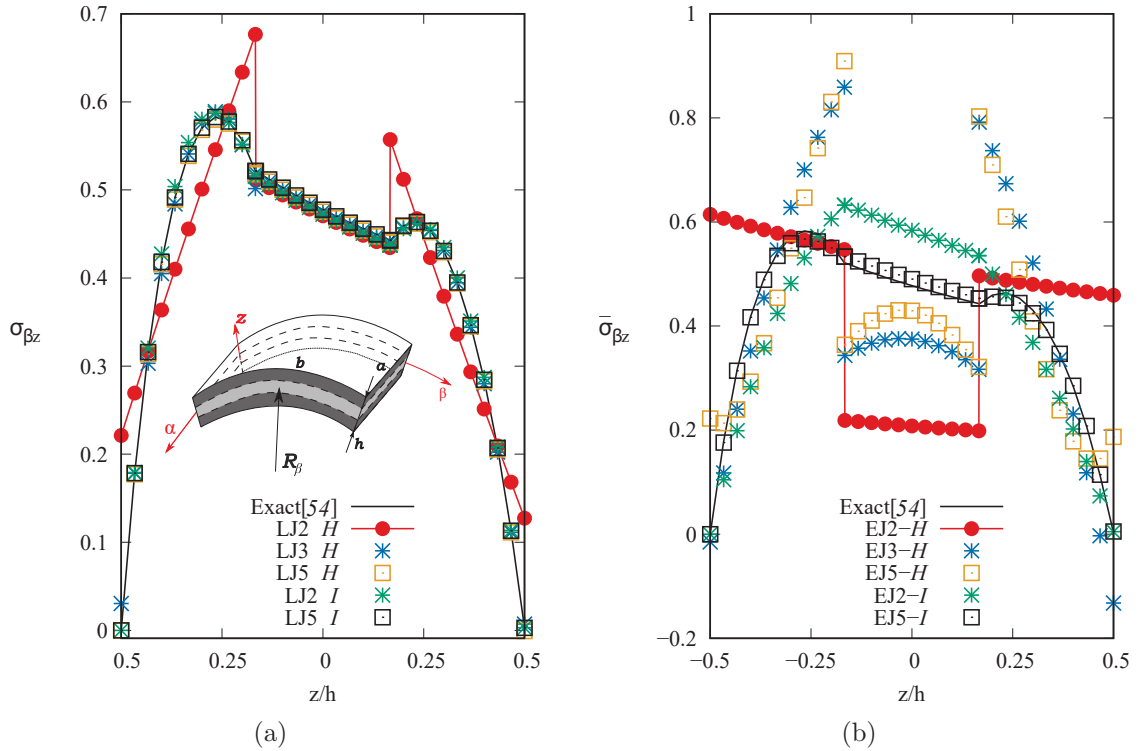 0.7
0.6
0.5
0.4
0.3
0.2
0.1
0
σβz
z
b
a
β
α
h
Rβ
Exact[54]
LJ2 H
LJ3 H
LJ5 H
LJ2 I
LJ5 I
0.5 0.25 0 0.25 0.5
z/h
(a)
1
0.8
0.6
0.4
0.2
0
−0.2
σ̅βz
Exact[54]
EJ2−H
EJ3−H
EJ5−H
EJ2−I
EJ5−I
−0.5 −0.25 0 0.25 0.5
z/h
(b)